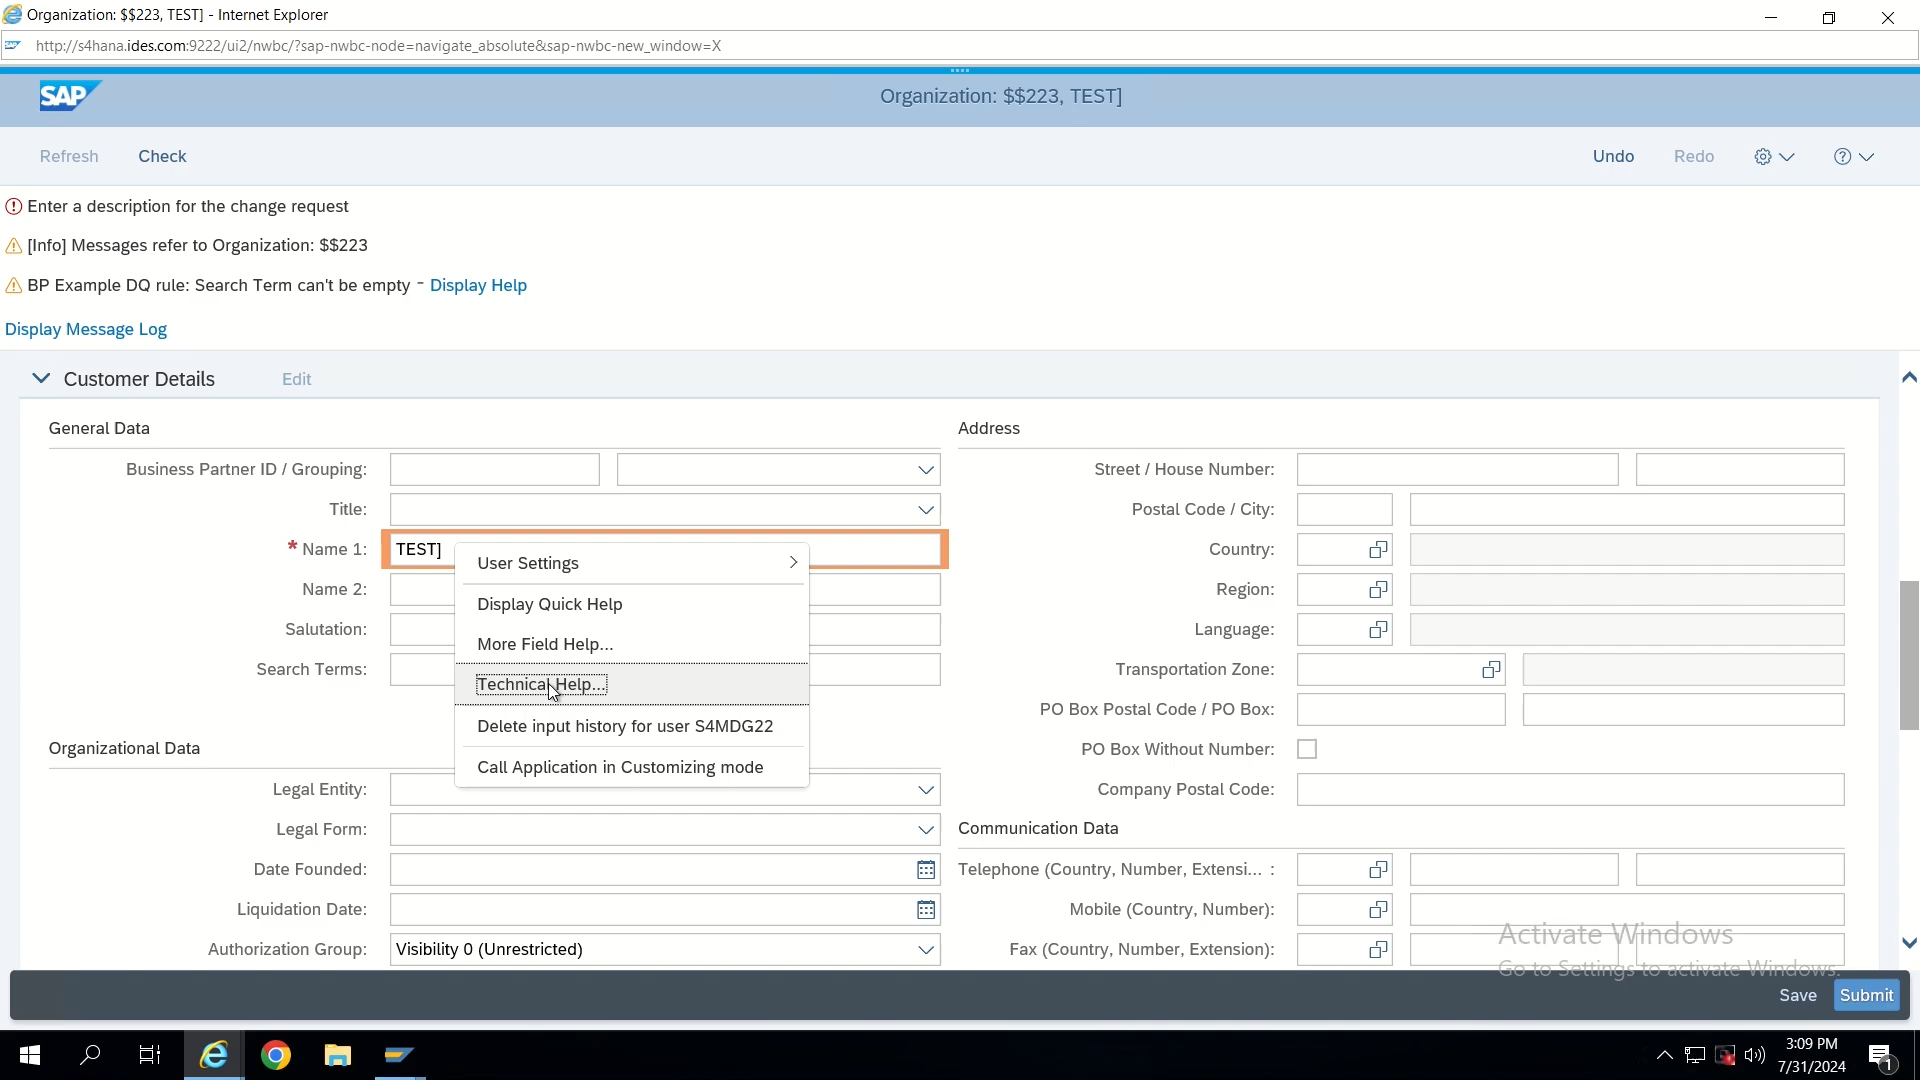 Organization: $$223, TEST] - Internet Explorer
http://s4hana.ides.com:9222/ui2/nwbc/?sap-nwbc-node=navigate_absolute&sap-nwbc-new_window=X
SAP
Organization: $$223, TEST]
Refresh Check Undo Redo
Enter a description for the change request
[Info] Messages refer to Organization: $$223
BP Example DQ rule: Search Term can't be empty - Display Help
Display Message Log
Customer Details Edit
General Data
Business Partner ID / Grouping:
Title:
* Name 1: TEST]
Name 2:
Salutation:
Search Terms:
User Settings
Display Quick Help
More Field Help...
Technical Help...
Delete input history for user S4MDG22
Call Application in Customizing mode
Organizational Data
Legal Entity:
Legal Form:
Date Founded:
Liquidation Date:
Authorization Group: Visibility 0 (Unrestricted)
Address
Street / House Number:
Postal Code / City:
Country:
Region:
Language:
Transportation Zone:
PO Box Postal Code / PO Box:
PO Box Without Number:
Company Postal Code:
Communication Data
Telephone (Country, Number, Extensi... :
Mobile (Country, Number):
Fax (Country, Number, Extension):
Activate Windows
Go to Settings to activate Windows.
Save Submit
3:09 PM
7/31/2024
1